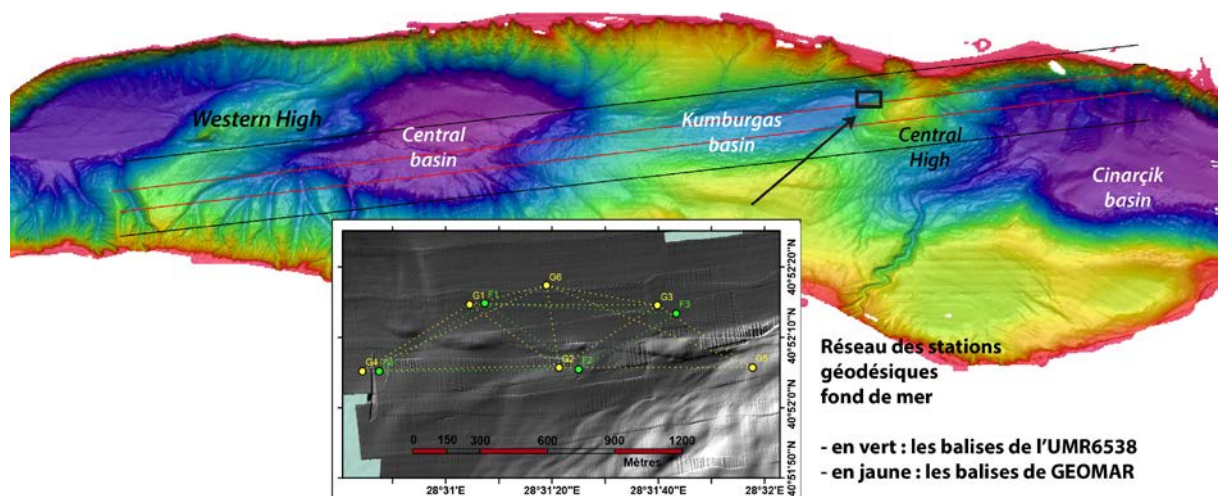 Western High
Central
basin
Kumburgas
basin
Central
High
Cinarçik
basin
G6
G1
F1
G3
F3
G4
G2
F2
G5
40°52'20"N
40°52'10"N
40°52'0"N
40°51'50"N
0 150 300 600 900 1200
Mètres
28°31'E
28°31'20"E
28°31'40"E
28°32'E
Réseau des stations
géodésiques
fond de mer
- en vert : les balises de l'UMR6538
- en jaune : les balises de GEOMAR